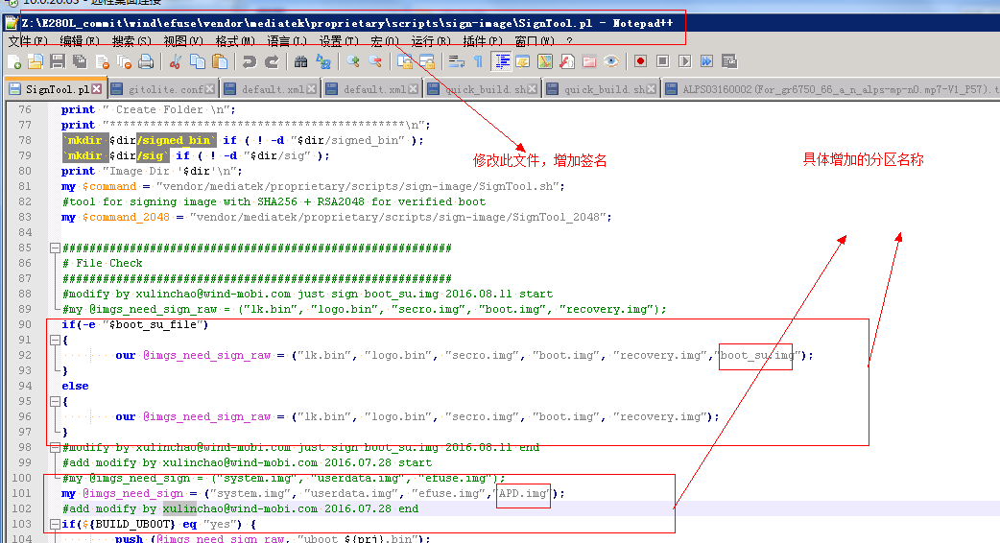 10.0.20.65 - 远程桌面连接
Z:\E280L_commit\wind\efuse\vendor\mediatek\proprietary\scripts\sign-image\SignTool.pl - Notepad++
文件(F) 编辑(E) 搜索(S) 视图(V) 格式(M) 语言(L) 设置(T) 宏(O) 运行(R) 插件(P) 窗口(W) ?
SignTool.pl gitolite.conf default.xml default.xml quick_build.sh quick_build.sh ALPS03160002(For_gr6750_66_a_n_alps-mp-n0.mp7-V1_P57).t
76 print " Create Folder \n";
77 print "*******************************************\n";
78 `mkdir $dir/signed_bin` if ( ! -d "$dir/signed_bin" );
79 `mkdir $dir/sig` if ( ! -d "$dir/sig" );
修改此文件，增加签名
具体增加的分区名称
80 print "Image Dir '$dir'\n";
81 my $command = "vendor/mediatek/proprietary/scripts/sign-image/SignTool.sh";
82 #tool for signing image with SHA256 + RSA2048 for verified boot
83 my $command_2048 = "vendor/mediatek/proprietary/scripts/sign-image/SignTool_2048";
84
85 ########################################################
86 # File Check
87 ########################################################
88 #modify by xulinchao@wind-mobi.com just sign boot_su.img 2016.08.11 start
89 #my @imgs_need_sign_raw = ("lk.bin", "logo.bin", "secro.img", "boot.img", "recovery.img");
90 if(-e "$boot_su_file")
91 {
92 our @imgs_need_sign_raw = ("lk.bin", "logo.bin", "secro.img", "boot.img", "recovery.img","boot_su.img");
93 }
94 else
95 {
96 our @imgs_need_sign_raw = ("lk.bin", "logo.bin", "secro.img", "boot.img", "recovery.img");
97 }
98 #modify by xulinchao@wind-mobi.com just sign boot_su.img 2016.08.11 end
99 #add modify by xulinchao@wind-mobi.com 2016.07.28 start
100 #my @imgs_need_sign = ("system.img", "userdata.img", "efuse.img");
101 my @imgs_need_sign = ("system.img", "userdata.img", "efuse.img","APD.img");
102 #add modify by xulinchao@wind-mobi.com 2016.07.28 end
103 if(${BUILD_UBOOT} eq "yes") {
104 push (@imgs_need_sign_raw, "uboot_${prj}.bin");